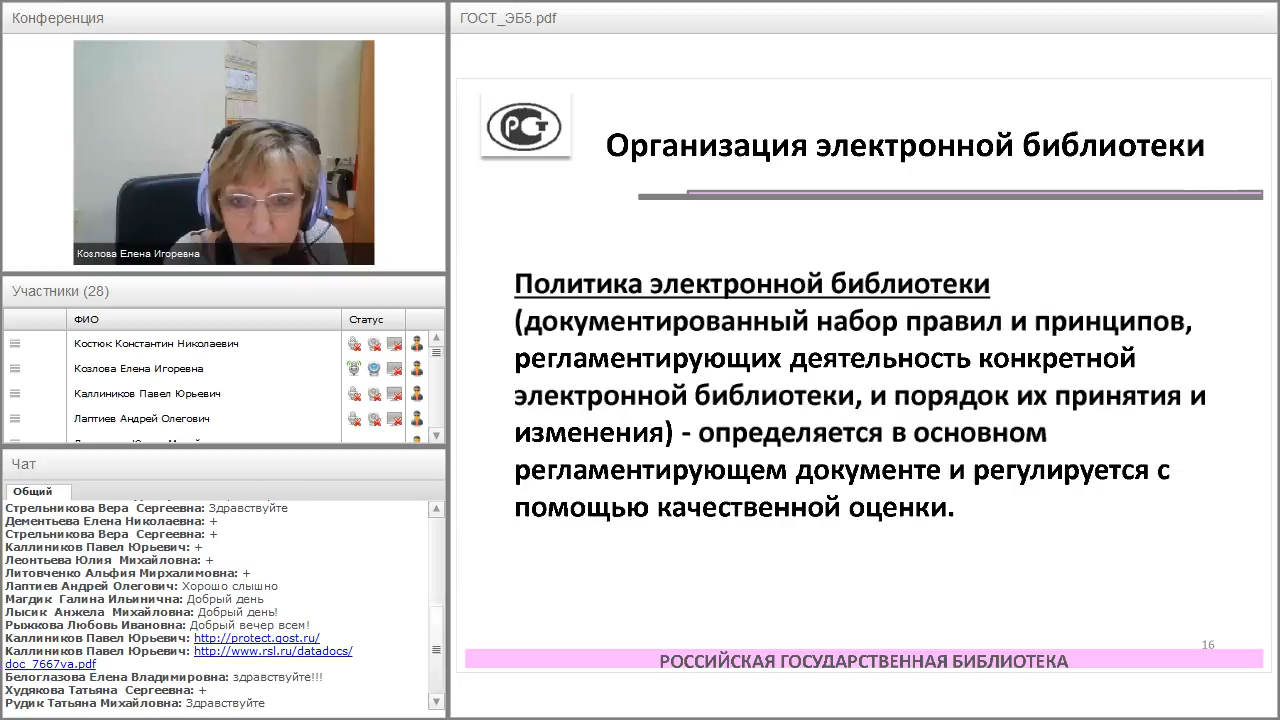 Конференция
Козлова Елена Игоревна
Участники (28)
ФИО
Статус
Костюк Константин Николаевич
Козлова Елена Игоревна
Каллиников Павел Юрьевич
Лаптиев Андрей Олегович
Чат
Общий
Стрельникова Вера Сергеевна: Здравствуйте
Дементьева Елена Николаевна: +
Стрельникова Вера Сергеевна: +
Каллиников Павел Юрьевич: +
Леонтьева Юлия Михайловна: +
Литовченко Альфия Мирхалимовна: +
Лаптиев Андрей Олегович: Хорошо слышно
Магдик Галина Ильинична: Добрый день
Лысик Анжела Михайловна: Добрый день!
Рыжкова Любовь Ивановна: Добрый вечер всем!
Каллиников Павел Юрьевич: http://protect.gost.ru/
Каллиников Павел Юрьевич: http://www.rsl.ru/datadocs/
doc_7667va.pdf
Белоглазова Елена Владимировна: здравствуйте!!!
Худякова Татьяна Сергеевна: +
Рудик Татьяна Михайловна: Здравствуйте
ГОСТ_ЭБ5.pdf
РСТ
Организация электронной библиотеки
Политика электронной библиотеки
(документированный набор правил и принципов,
регламентирующих деятельность конкретной
электронной библиотеки, и порядок их принятия и
изменения) - определяется в основном
регламентирующем документе и регулируется с
помощью качественной оценки.
16
РОССИЙСКАЯ ГОСУДАРСТВЕННАЯ БИБЛИОТЕКА